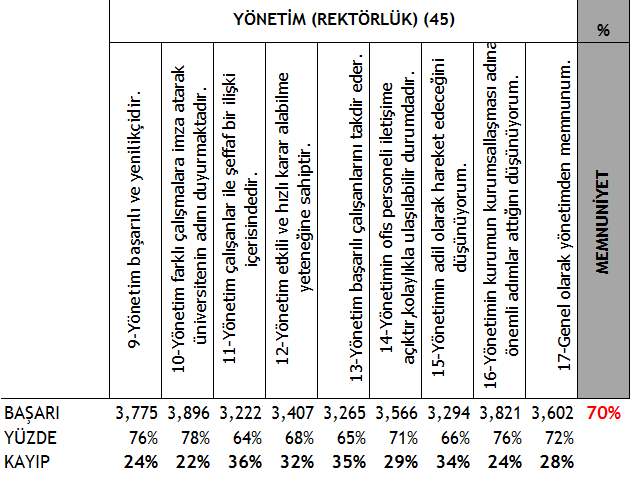 YÖNETİM (REKTÖRLÜK) (45)
%
9-Yönetim başarılı ve yenilikçidir.
10-Yönetim farklı çalışmalara imza atarak
üniversitenin adını duyurmaktadır.
11-Yönetim çalışanlar ile şeffaf bir ilişki
içerisindedir.
12-Yönetim etkili ve hızlı karar alabilme
yeteneğine sahiptir.
13-Yönetim başarılı çalışanlarını takdir eder.
14-Yönetimin ofis personeli iletişime
açıktır,kolaylıkla ulaşılabilir durumdadır.
15-Yönetimin adil olarak hareket edeceğini
düşünüyorum.
16-Yönetimin kurumun kurumsallaşması adına
önemli adımlar attığını düşünüyorum.
17-Genel olarak yönetimden memnunum.
MEMNUNİYET
BAŞARI 3,775 3,896 3,222 3,407 3,265 3,566 3,294 3,821 3,602 70%
YÜZDE 76% 78% 64% 68% 65% 71% 66% 76% 72%
KAYIP 24% 22% 36% 32% 35% 29% 34% 24% 28%